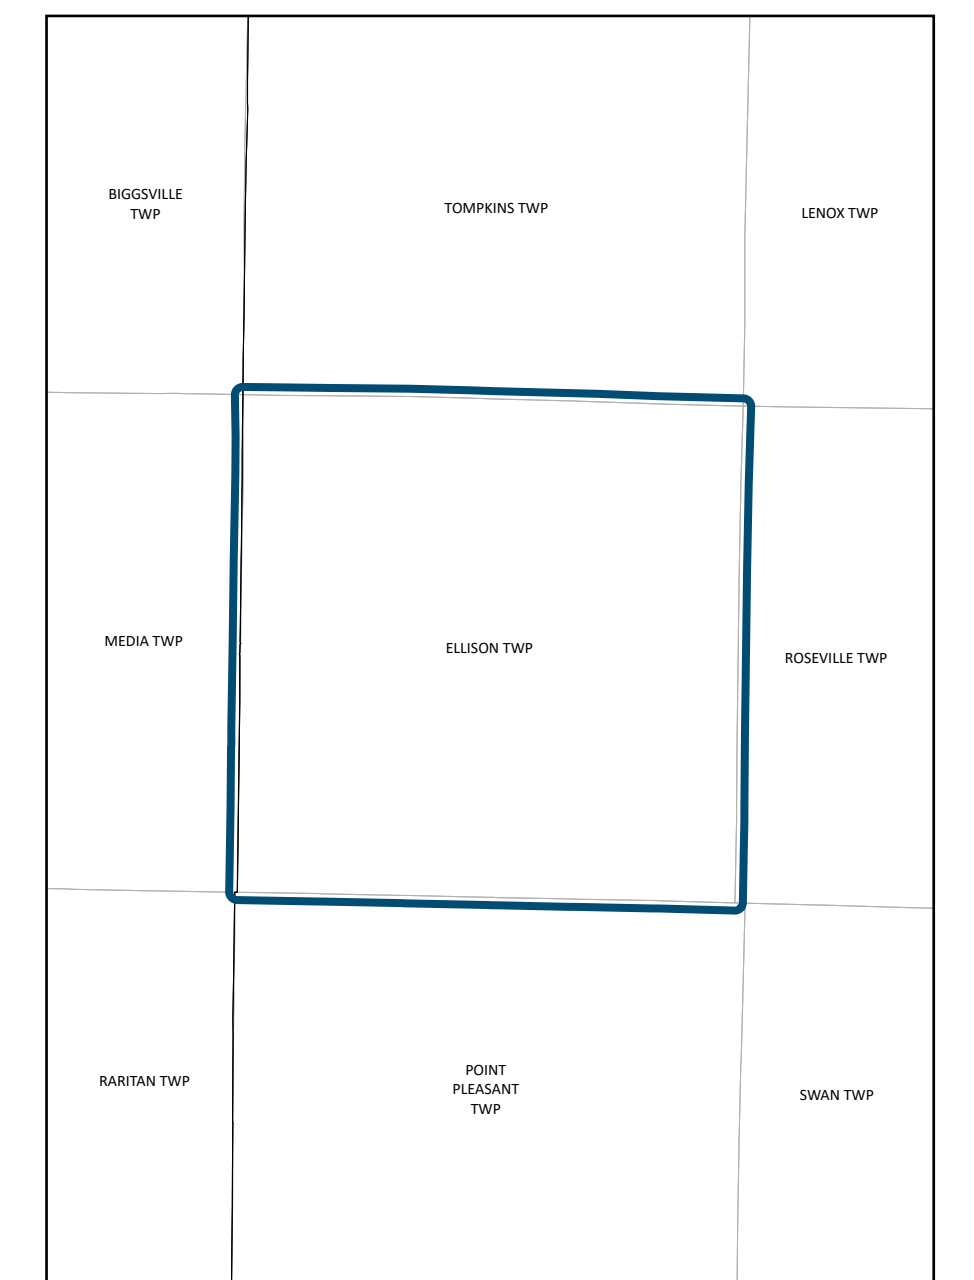 BIGGSVILLE
TWP
TOMPKINS TWP
LENOX TWP
MEDIA TWP
ELLISON TWP
ROSEVILLE TWP
RARITAN TWP
POINT
PLEASANT
TWP
SWAN TWP